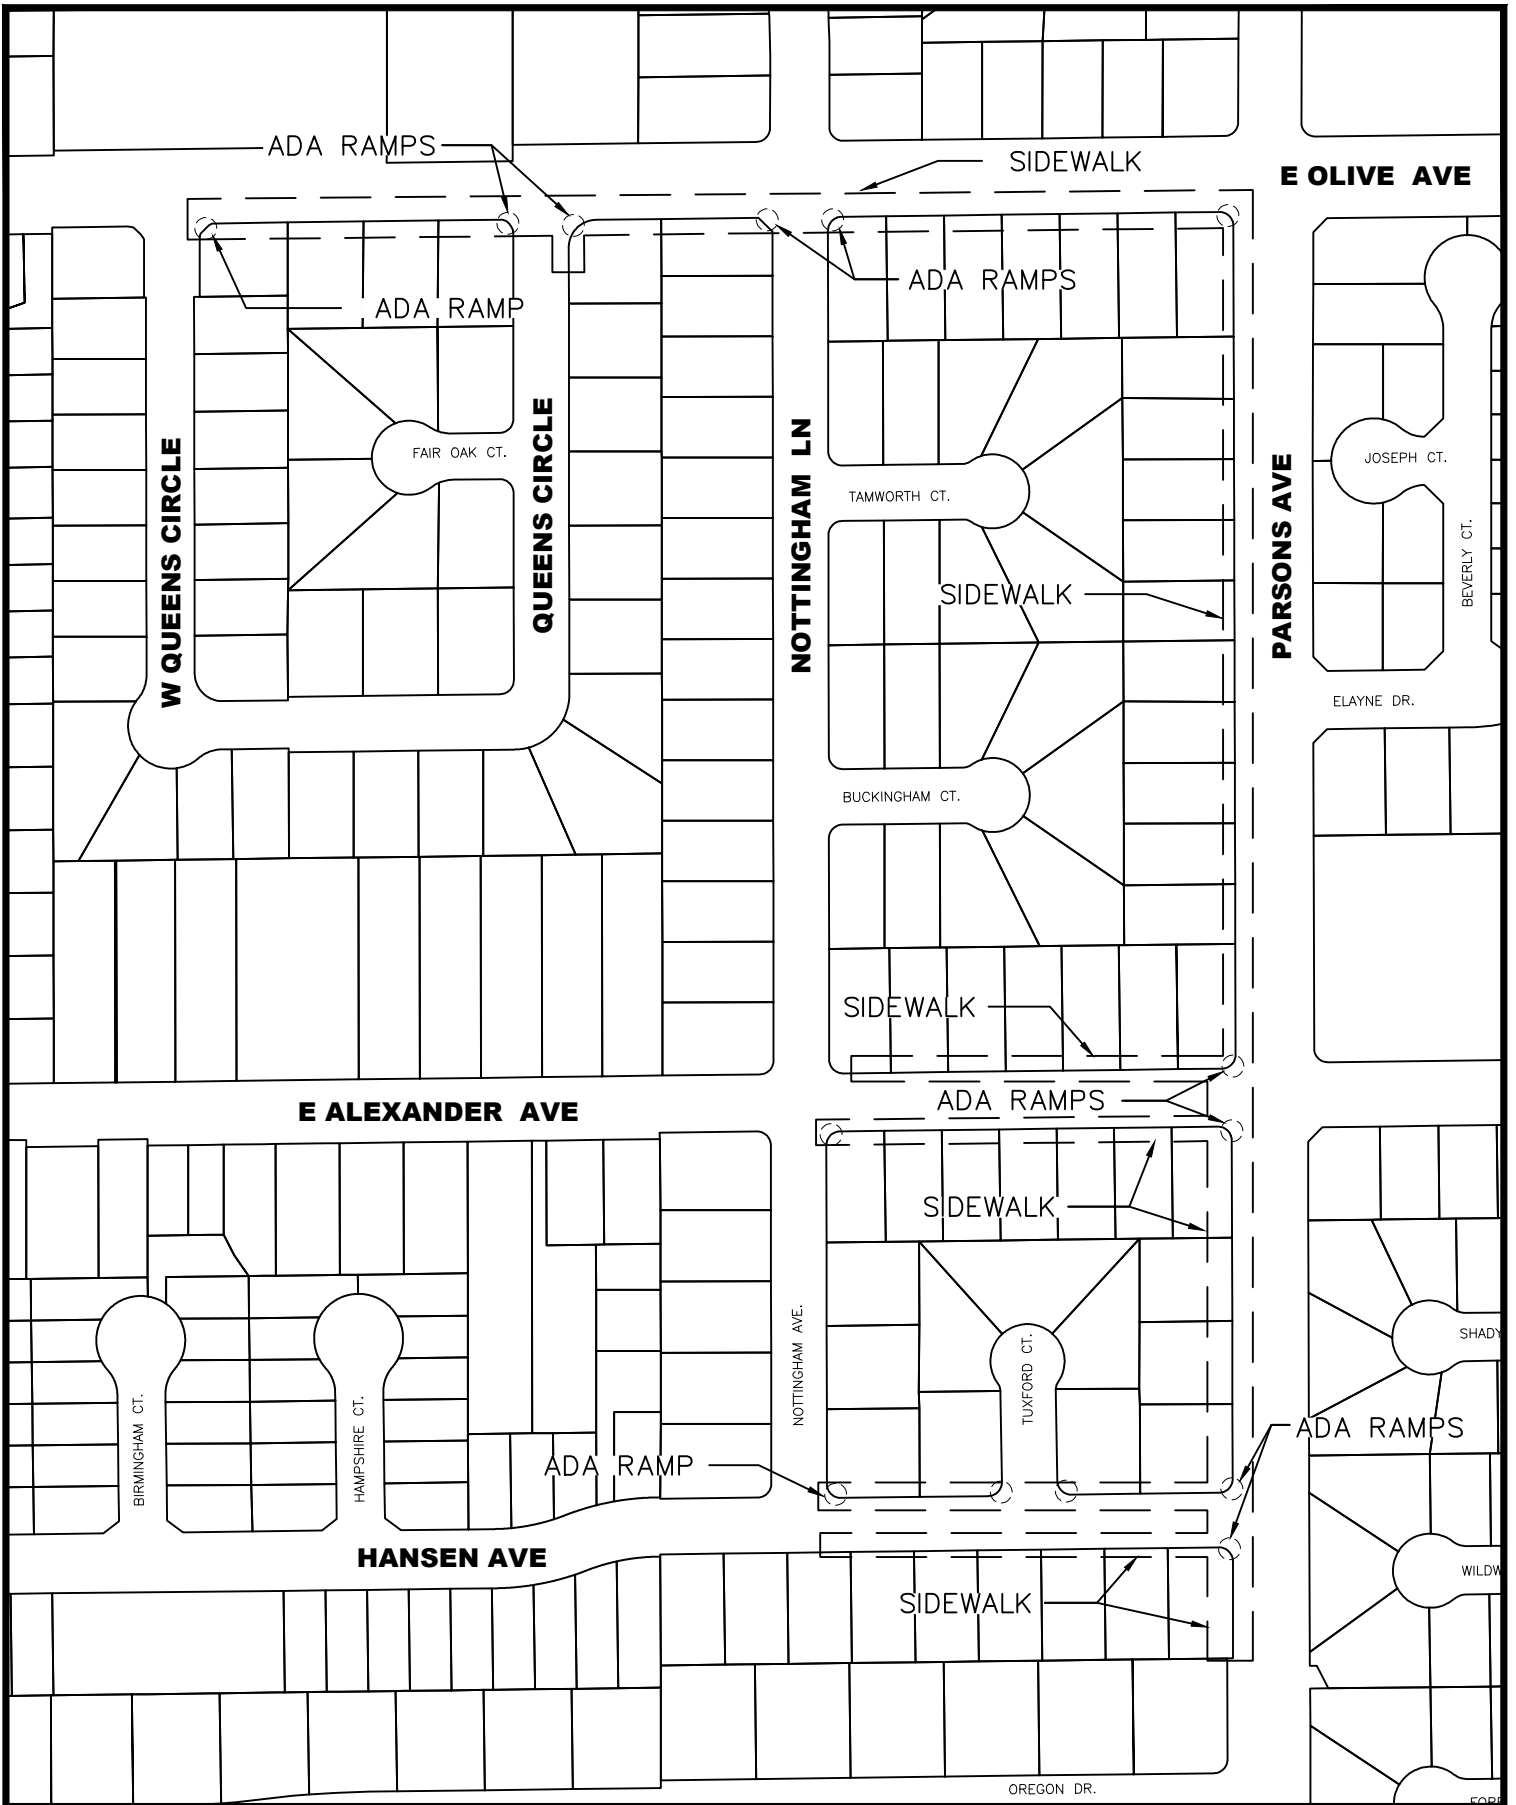 ADA RAMPS
SIDEWALK
E OLIVE AVE
ADA RAMPS
ADA RAMP
W QUEENS CIRCLE
QUEENS CIRCLE
FAIR OAK CT.
NOTTINGHAM LN
TAMWORTH CT.
PARSONS AVE
JOSEPH CT.
BEVERLY CT.
SIDEWALK
ELAYNE DR.
BUCKINGHAM CT.
SIDEWALK
ADA RAMPS
E ALEXANDER AVE
SIDEWALK
NOTTINGHAM AVE.
TUXFORD CT.
SHADY
BIRMINGHAM CT.
HAMPSHIRE CT.
ADA RAMPS
ADA RAMP
HANSEN AVE
WILDW
SIDEWALK
OREGON DR.